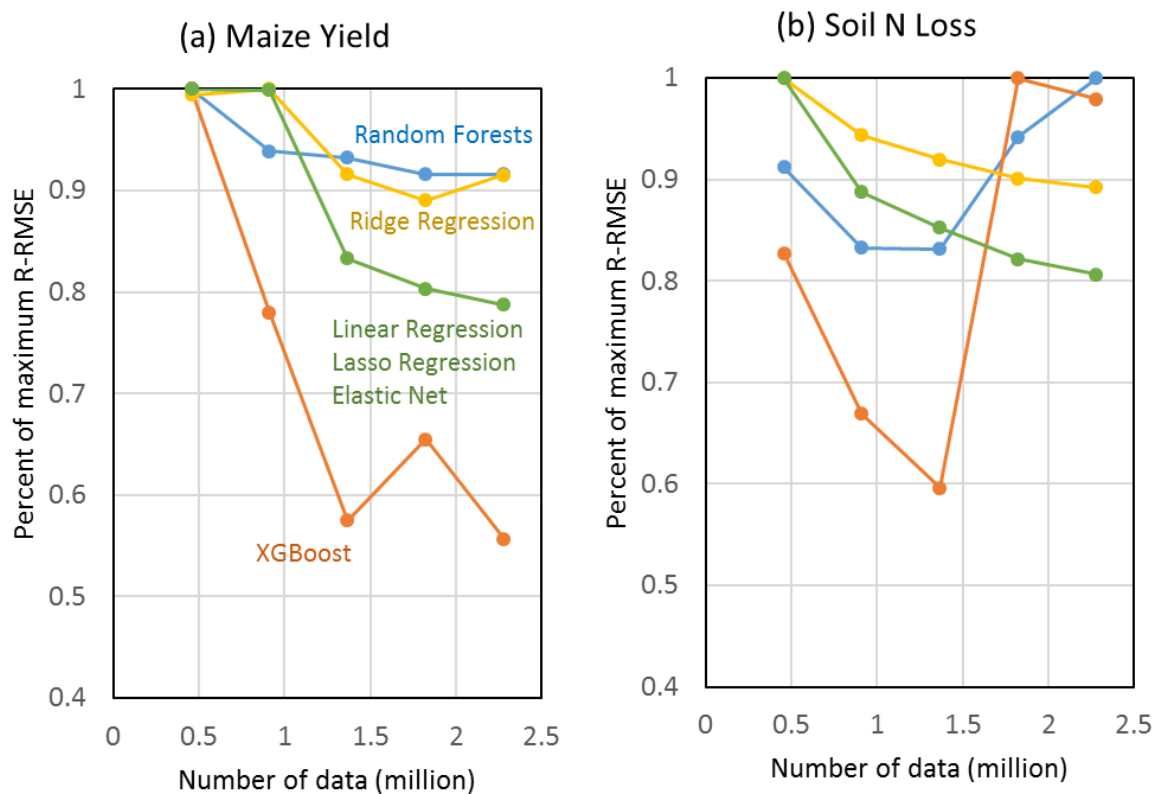 (a) Maize Yield
Percent of maximum R-RMSE
1
0.9
0.8
0.7
0.6
0.5
0.4
0
0.5
1
1.5
2
2.5
Number of data (million)
Random Forests
Ridge Regression
Linear Regression
Lasso Regression
Elastic Net
XGBoost
(b) Soil N Loss
Percent of maximum R-RMSE
1
0.9
0.8
0.7
0.6
0.5
0.4
0
0.5
1
1.5
2
2.5
Number of data (million)